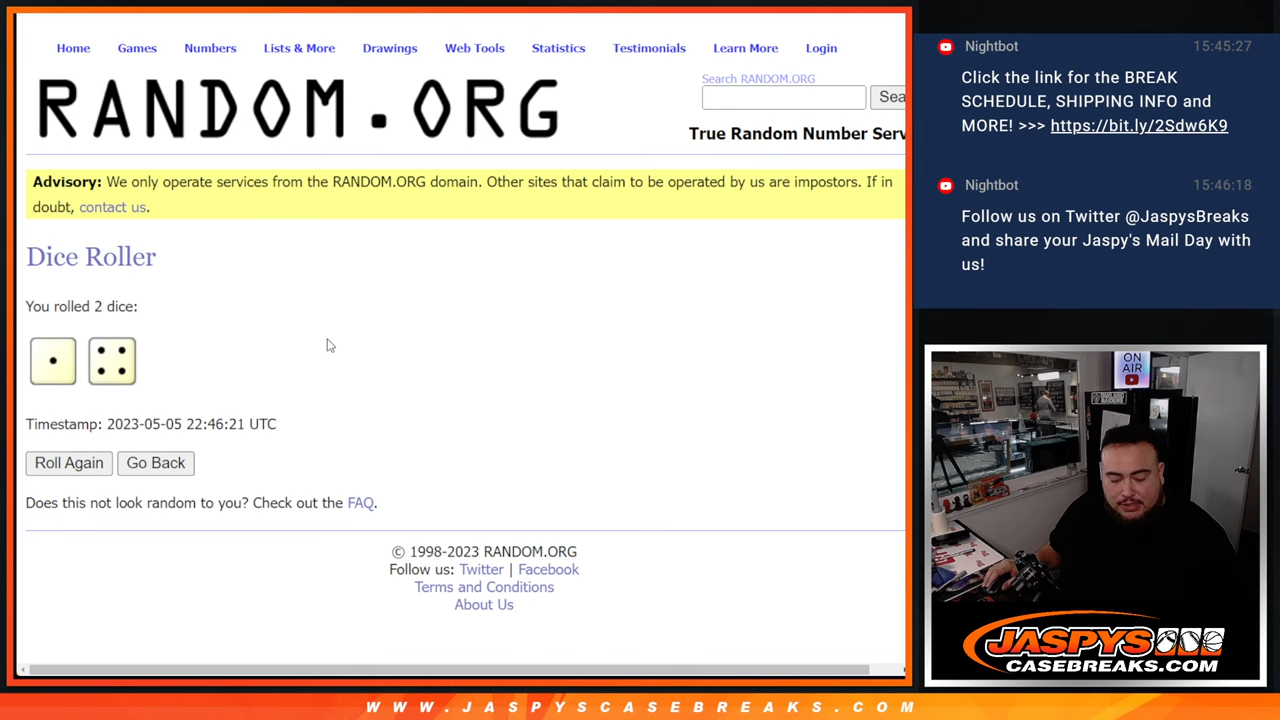 Home Games Numbers Lists & More Drawings Web Tools Statistics Testimonials Learn More Login
RANDOM.ORG
Search RANDOM.ORG
Sea
True Random Number Serv
Advisory: We only operate services from the RANDOM.ORG domain. Other sites that claim to be operated by us are impostors. If in
doubt, contact us.
Dice Roller
You rolled 2 dice:
Timestamp: 2023-05-05 22:46:21 UTC
Roll Again Go Back
Does this not look random to you? Check out the FAQ.
© 1998-2023 RANDOM.ORG
Follow us: Twitter | Facebook
Terms and Conditions
About Us
Nightbot 15:45:27
Click the link for the BREAK
SCHEDULE, SHIPPING INFO and
MORE! >>> https://bit.ly/2Sdw6K9
Nightbot 15:46:18
Follow us on Twitter @JaspysBreaks
and share your Jaspy's Mail Day with
us!
ON
AIR
JASPYS
CASEBREAKS.COM
WWW.JASPYSCASEBREAKS.COM